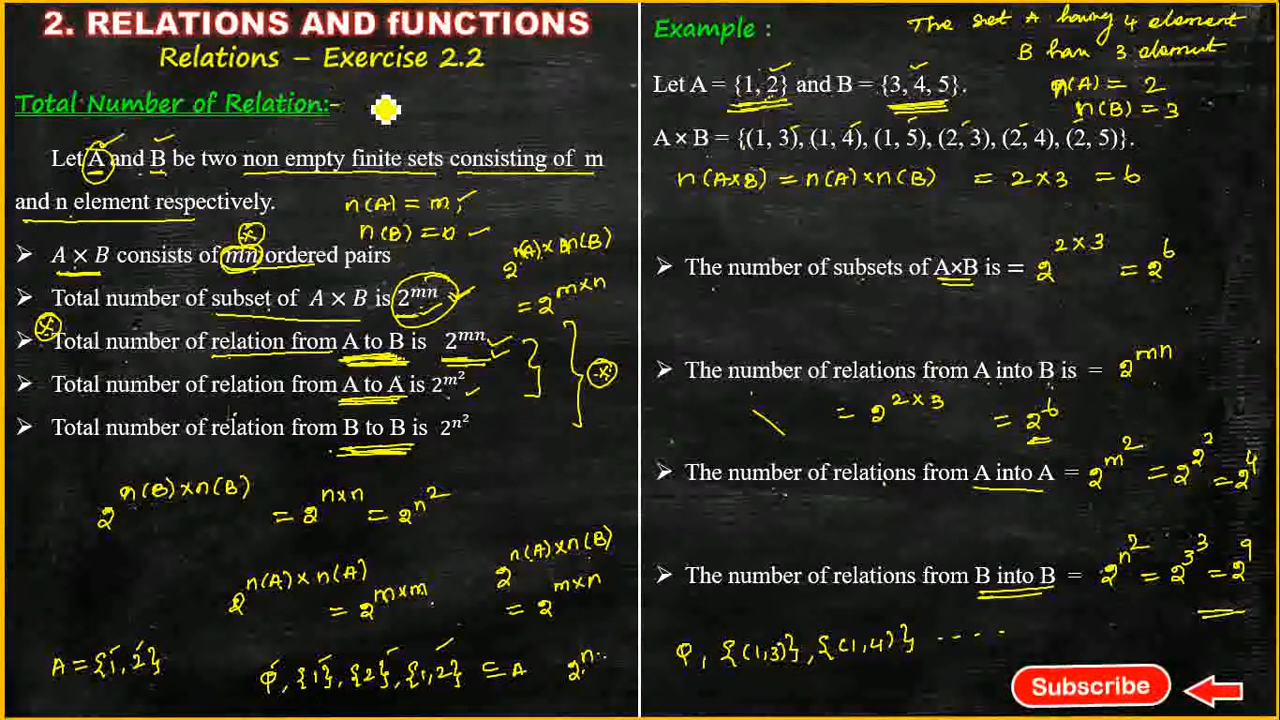 2. RELATIONS AND fUNCTIONS
Relations – Exercise 2.2
Total Number of Relation:-
Let A and B be two non empty finite sets consisting of m
and n element respectively.
n(A) = m,
n(B) = n
➢ A × B consists of mn ordered pairs
2^{n(A) × n(B)}
➢ Total number of subset of A × B is 2^{mn}
= 2^{m×n}
➢ Total number of relation from A to B is 2^{mn}
➢ Total number of relation from A to A is 2^{m²}
➢ Total number of relation from B to B is 2^{n²}
2^{n(B) × n(B)} = 2^{n×n} = 2^{n²}
2^{n(A) × n(A)} = 2^{m×m}
2^{n(A) × n(B)}
= 2^{m×n}
A = {1, 2}
φ, {1}, {2}, {1, 2} ⊆ A 2^n..
Example :
The set A having 4 element
B has 3 element
Let A = {1, 2} and B = {3, 4, 5}.
n(A) = 2
n(B) = 3
A × B = {(1, 3), (1, 4), (1, 5), (2, 3), (2, 4), (2, 5)}.
n(A×B) = n(A) × n(B) = 2×3 = 6
➢ The number of subsets of A×B is = 2^{2×3} = 2^6
➢ The number of relations from A into B is = 2^{mn}
= 2^{2×3} = 2^6
➢ The number of relations from A into A = 2^{m²} = 2^{2²} = 2^4
➢ The number of relations from B into B = 2^{n²} = 2^{3²} = 2^9
φ, {(1,3)}, {(1,4)} ....
Subscribe